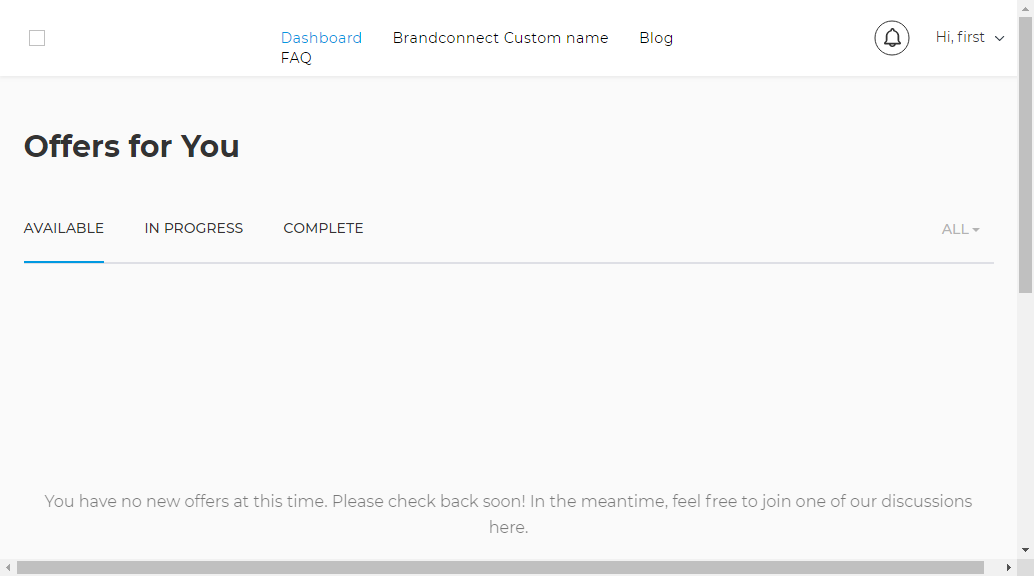 Dashboard Brandconnect Custom name Blog
FAQ
Hi, first
Offers for You
AVAILABLE IN PROGRESS COMPLETE ALL
You have no new offers at this time. Please check back soon! In the meantime, feel free to join one of our discussions
here.